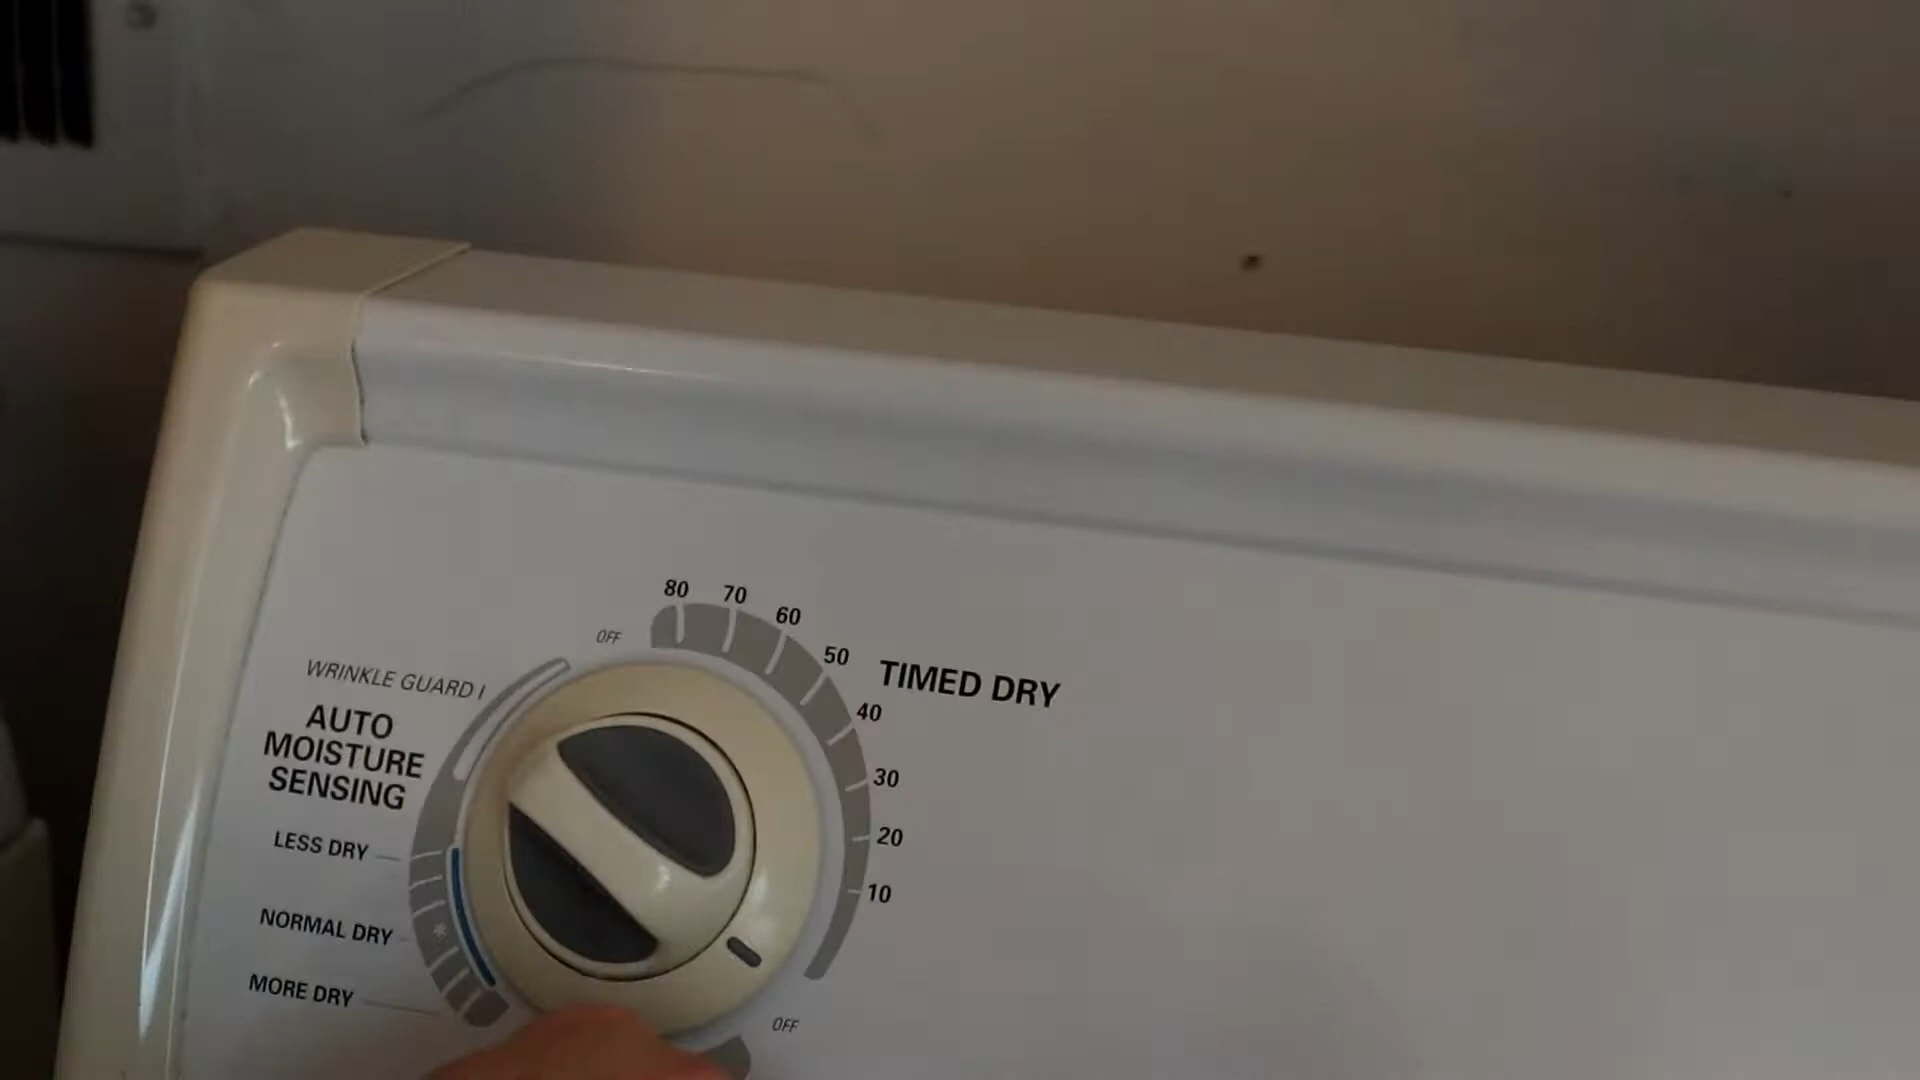 80
70
60
50
40
30
20
10
TIMED DRY
OFF
WRINKLE GUARD I
AUTO
MOISTURE
SENSING
LESS DRY
NORMAL DRY
*
MORE DRY
OFF